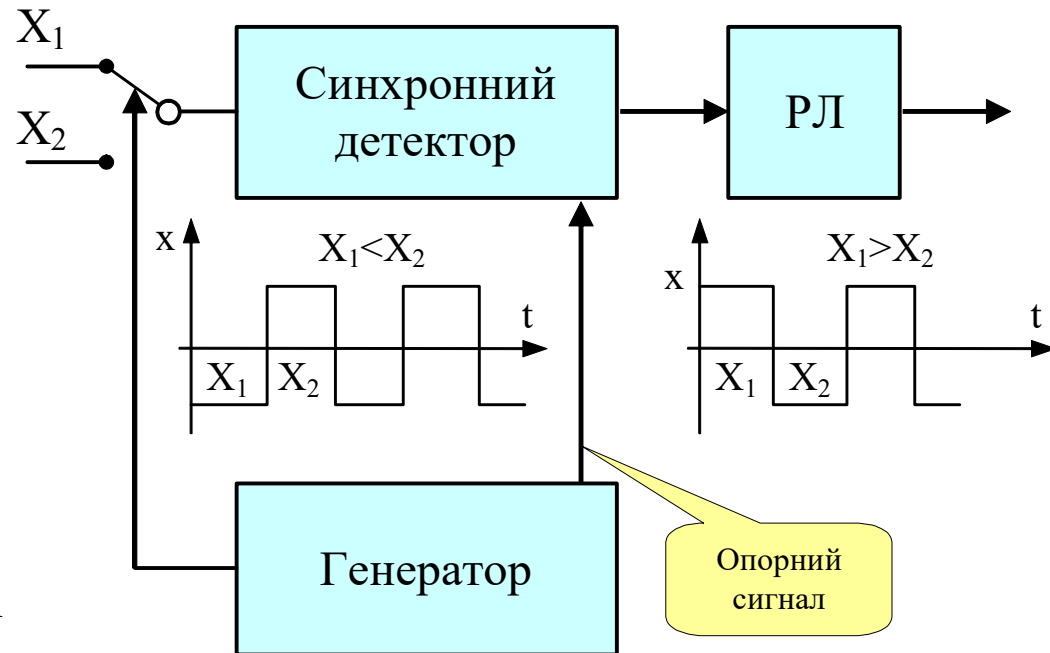 X₁
X₂
Синхронний
детектор
РЛ
x
X₁<X₂
t
X₁
X₂
x
X₁>X₂
t
X₁
X₂
Генератор
Опорний
сигнал